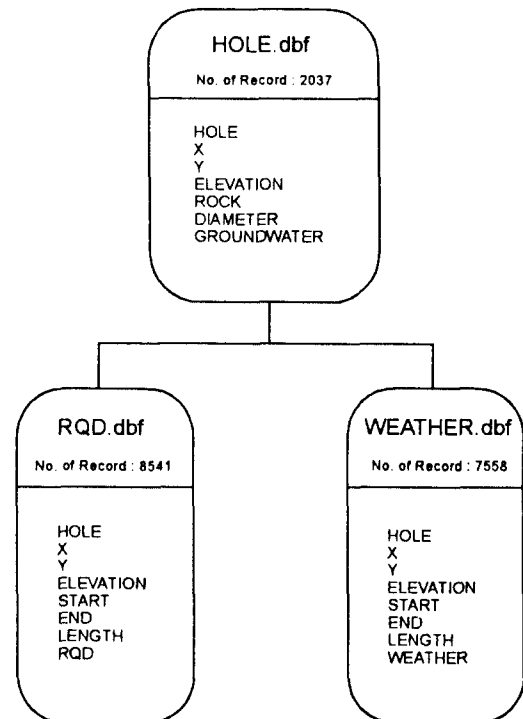 HOLE.dbf
No. of Record : 2037
HOLE
X
Y
ELEVATION
ROCK
DIAMETER
GROUNDWATER
RQD.dbf
No. of Record : 8541
HOLE
X
Y
ELEVATION
START
END
LENGTH
RQD
WEATHER.dbf
No. of Record : 7558
HOLE
X
Y
ELEVATION
START
END
LENGTH
WEATHER